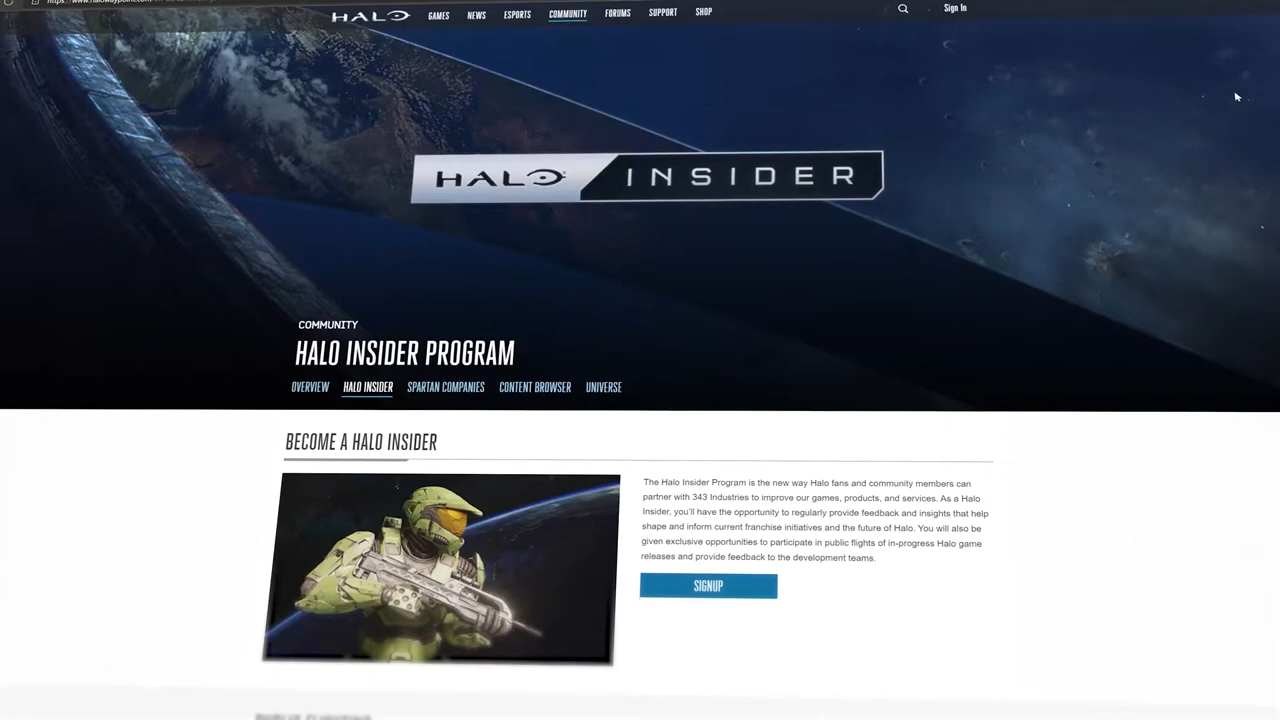 HALO GAMES NEWS ESPORTS COMMUNITY FORUMS SUPPORT SHOP Sign In
HALO INSIDER
COMMUNITY
HALO INSIDER PROGRAM
OVERVIEW HALO INSIDER SPARTAN COMPANIES CONTENT BROWSER UNIVERSE
BECOME A HALO INSIDER
The Halo Insider Program is the new way Halo fans and community members can
partner with 343 Industries to improve our games, products, and services. As a Halo
Insider, you'll have the opportunity to regularly provide feedback and insights that help
shape and inform current franchise initiatives and the future of Halo. You will also be
given exclusive opportunities to participate in public flights of in-progress Halo game
releases and provide feedback to the development teams.
SIGNUP